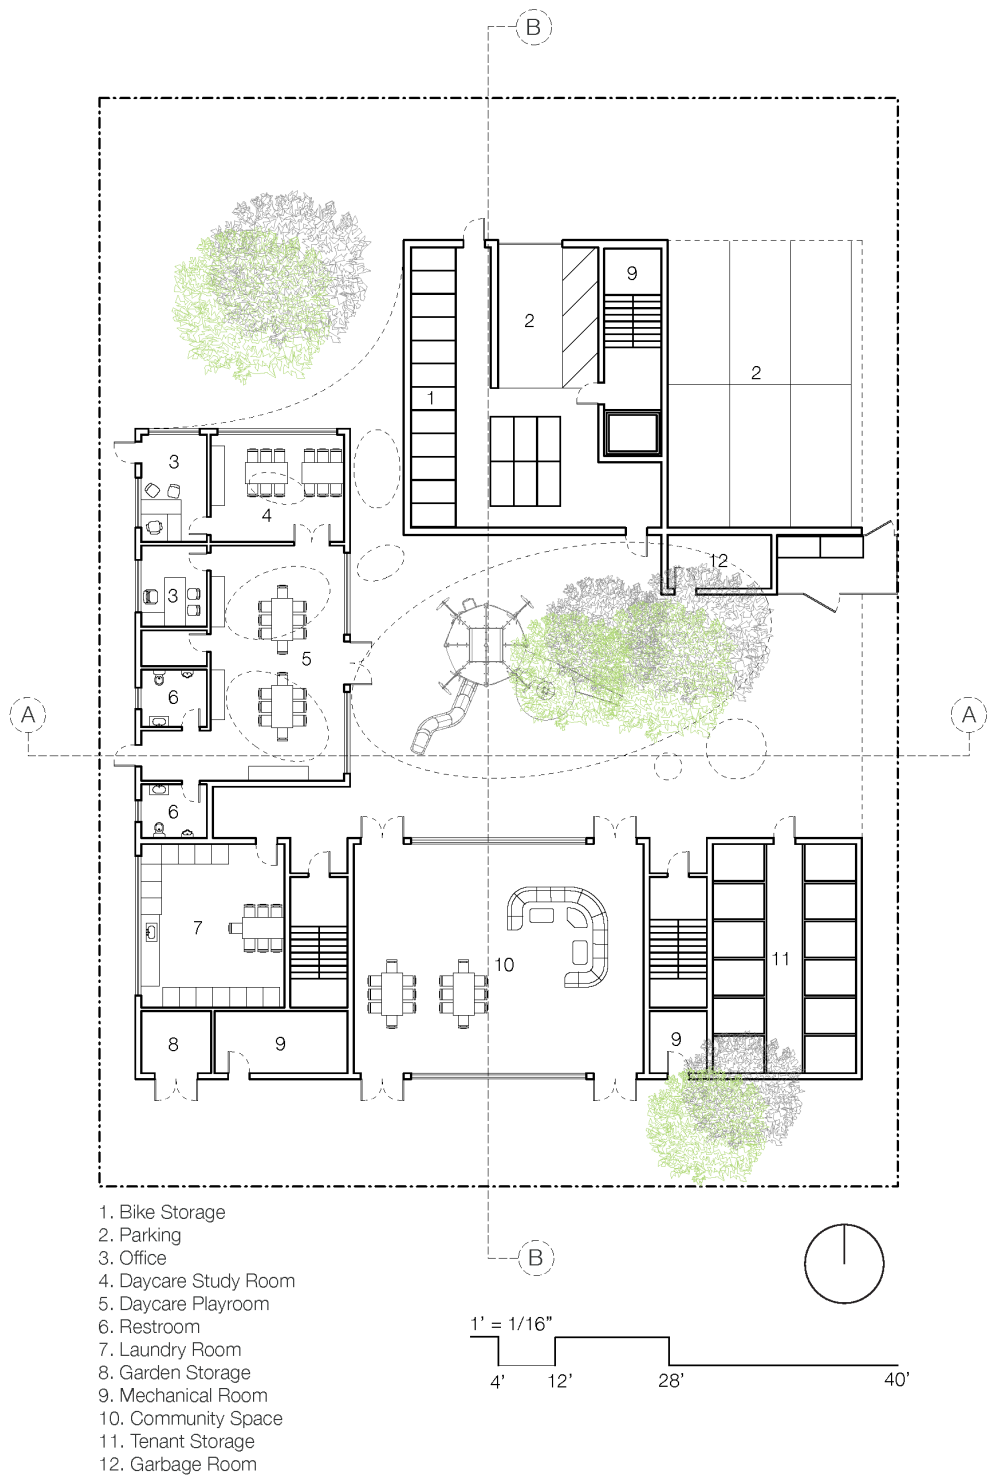 B
9
2
2
1
3
4
12
3
5
6
A
A
6
7
10
11
8
9
9
1. Bike Storage
2. Parking
3. Office
4. Daycare Study Room
5. Daycare Playroom
6. Restroom
7. Laundry Room
8. Garden Storage
9. Mechanical Room
10. Community Space
11. Tenant Storage
12. Garbage Room
B
1’ = 1/16”
4’ 12’ 28’ 40’